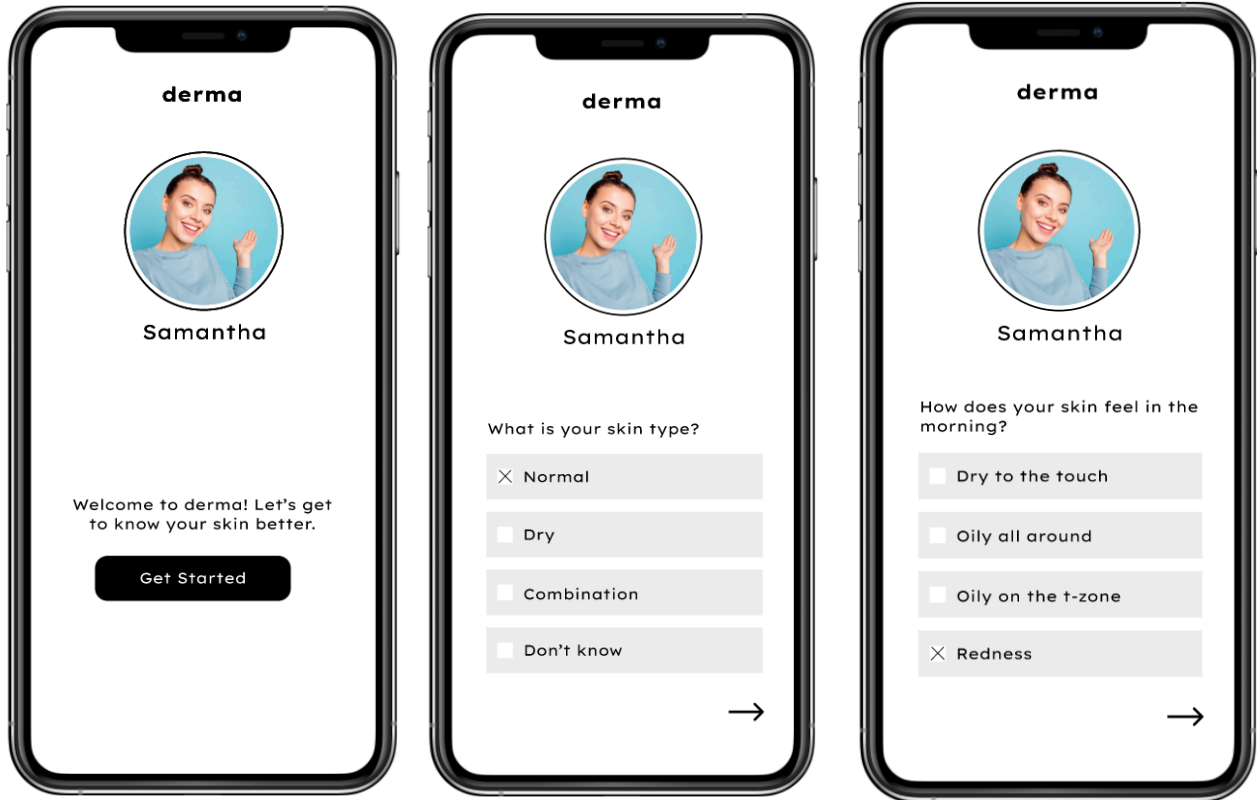 derma
Samantha
Welcome to derma! Let’s get
to know your skin better.
Get Started
derma
Samantha
What is your skin type?
Normal
Dry
Combination
Don’t know
derma
Samantha
How does your skin feel in the
morning?
Dry to the touch
Oily all around
Oily on the t-zone
Redness